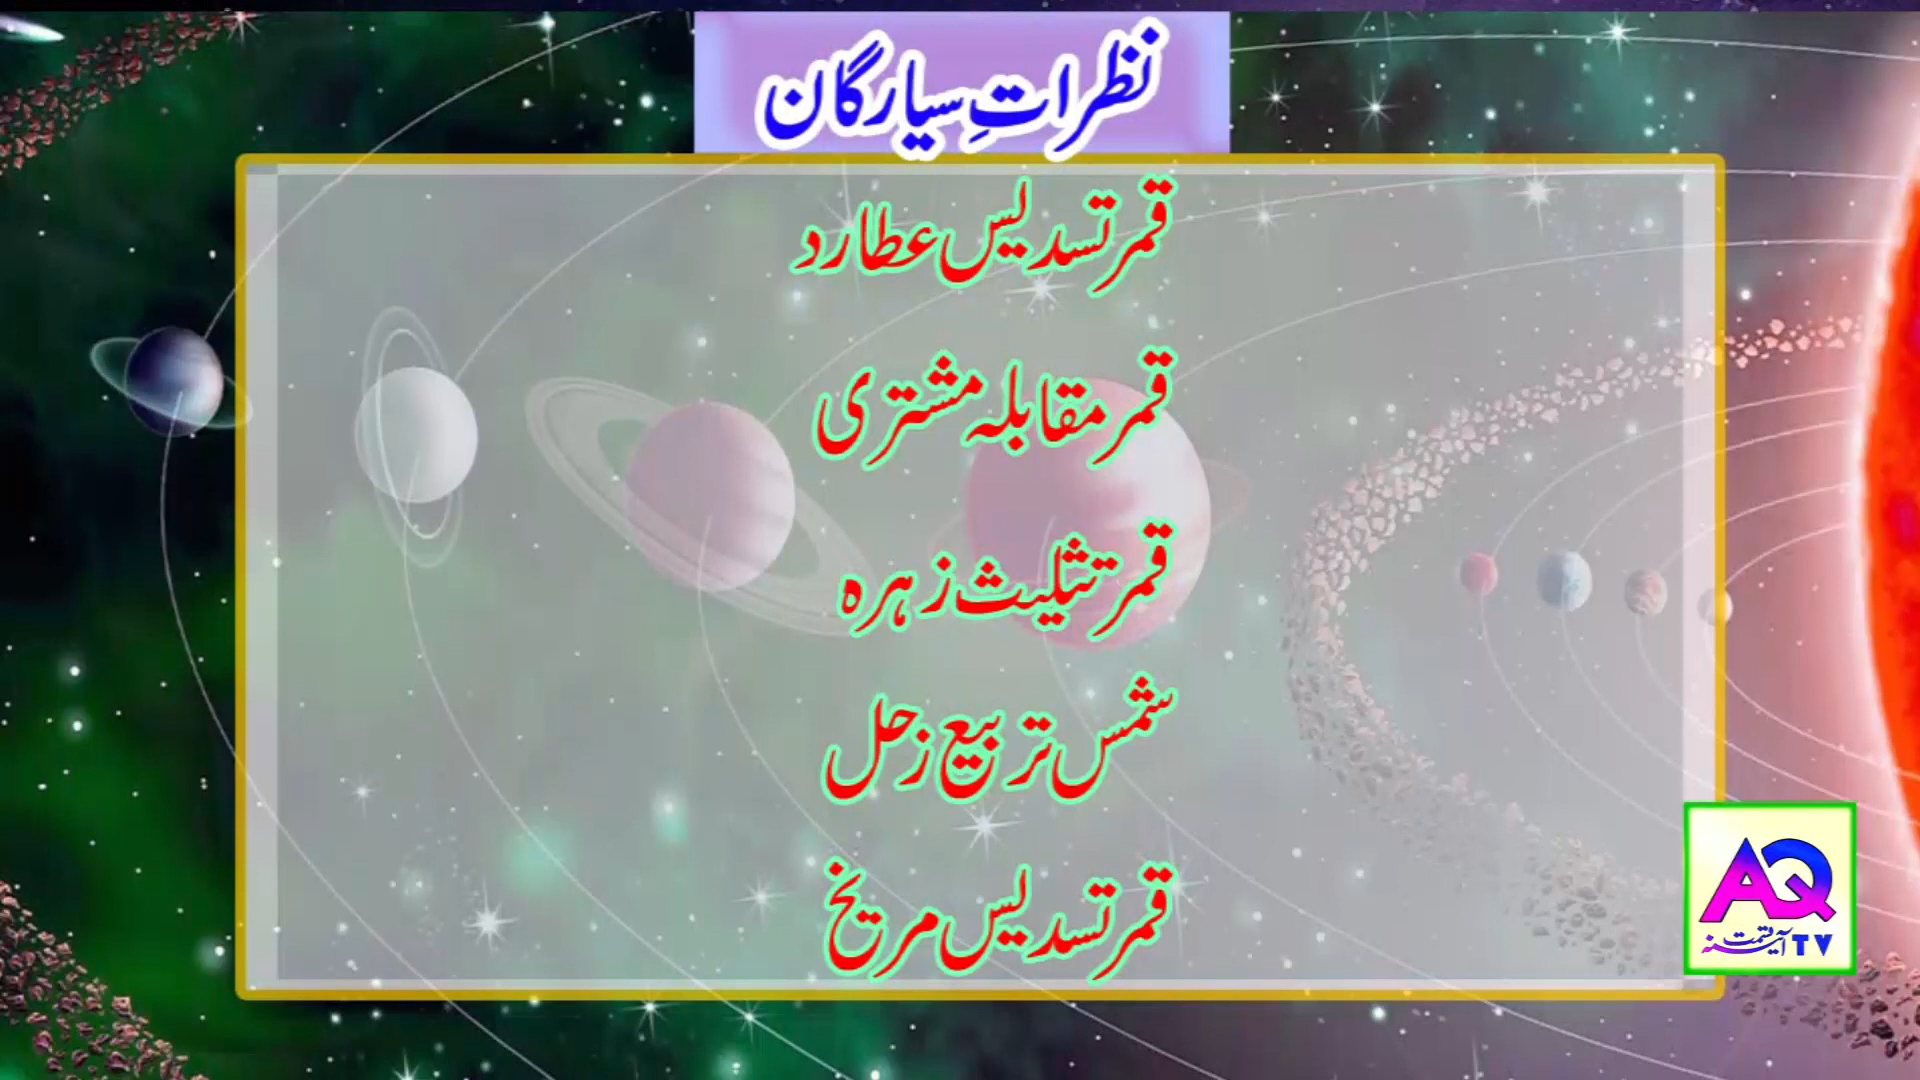 نظراتِ سیارگان
قمر تسدیس عطارد
قمر مقابلہ مشتری
قمر تثلیث زہرہ
شمس تربیع زحل
قمر تسدیس مریخ
AQ
آئینہ قسمت TV